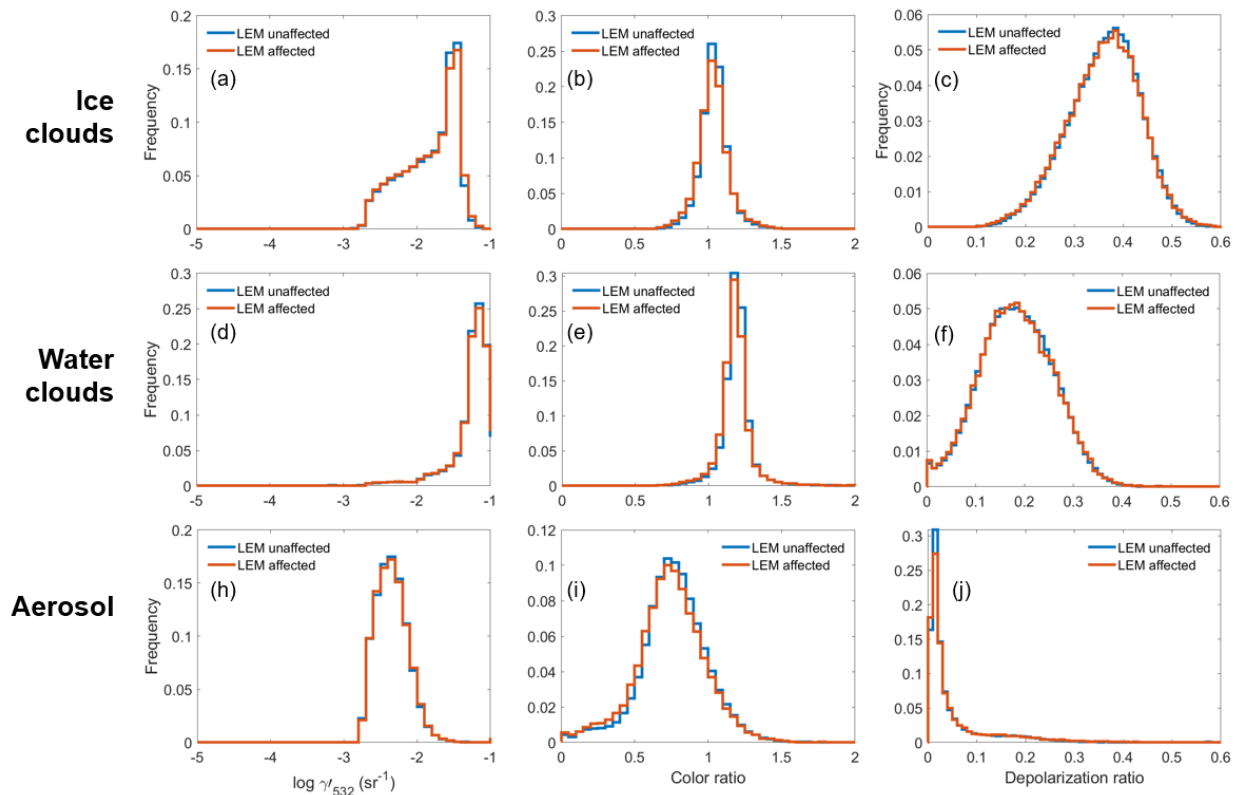 Ice
clouds
Frequency
0.2
0.15
0.1
0.05
0
LEM unaffected
LEM affected
(a)
-5
-4
-3
-2
-1
0.3
0.25
0.2
0.15
0.1
0.05
0
LEM unaffected
LEM affected
(b)
0
0.5
1
1.5
2
Frequency
0.06
0.05
0.04
0.03
0.02
0.01
0
LEM unaffected
LEM affected
(c)
0
0.1
0.2
0.3
0.4
0.5
0.6
Water
clouds
Frequency
0.3
0.25
0.2
0.15
0.1
0.05
0
LEM unaffected
LEM affected
(d)
-5
-4
-3
-2
-1
0.3
0.25
0.2
0.15
0.1
0.05
0
LEM unaffected
LEM affected
(e)
0
0.5
1
1.5
2
0.06
0.05
0.04
0.03
0.02
0.01
0
LEM unaffected
LEM affected
(f)
0
0.1
0.2
0.3
0.4
0.5
0.6
Aerosol
Frequency
0.2
0.15
0.1
0.05
0
LEM unaffected
LEM affected
(h)
-5
-4
-3
-2
-1
log γ′532 (sr-1)
0.12
0.1
0.08
0.06
0.04
0.02
0
LEM unaffected
LEM affected
(i)
0
0.5
1
1.5
2
Color ratio
0.3
0.25
0.2
0.15
0.1
0.05
0
LEM unaffected
LEM affected
(j)
0
0.1
0.2
0.3
0.4
0.5
0.6
Depolarization ratio